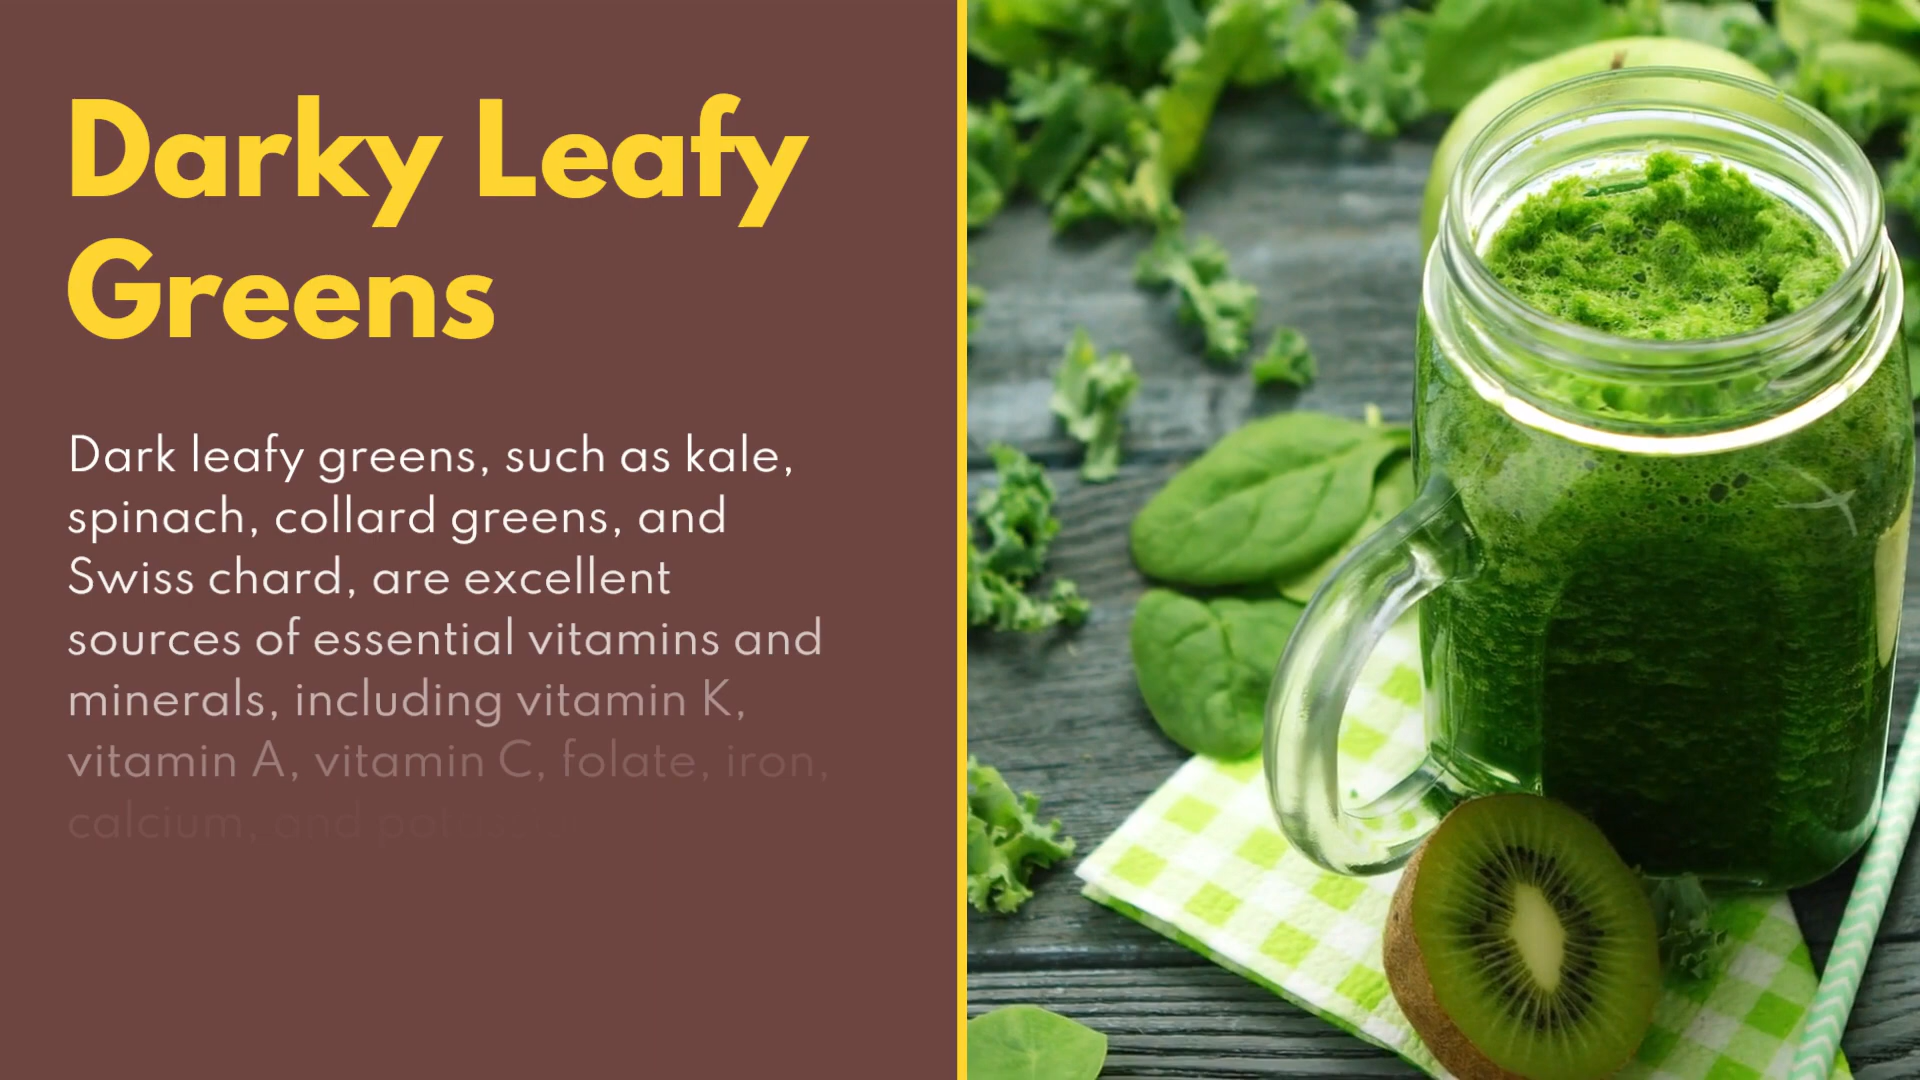 Darky Leafy
Greens
Dark leafy greens, such as kale,
spinach, collard greens, and
Swiss chard, are excellent
sources of essential vitamins and
minerals, including vitamin K,
vitamin A, vitamin C, folate, iron,
calcium, and